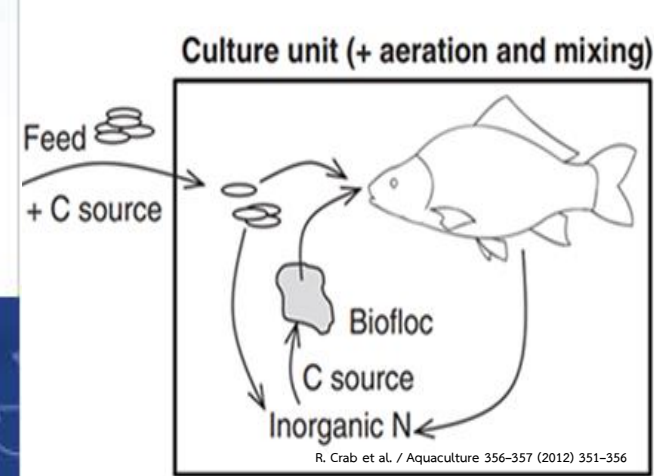 Culture unit (+ aeration and mixing)
Feed
+ C source
Biofloc
C source
Inorganic N
R. Crab et al. / Aquaculture 356–357 (2012) 351–356